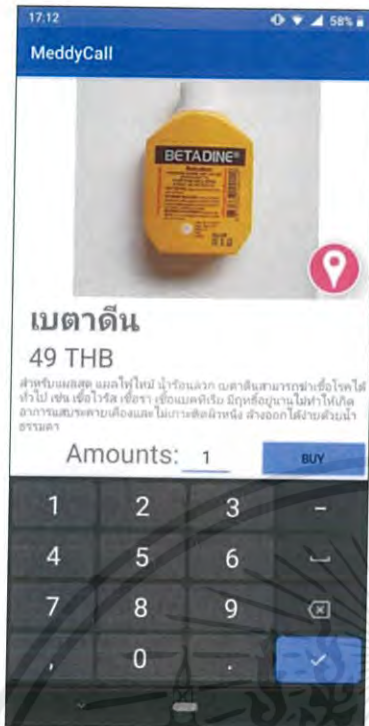 17:12
58%
MeddyCall
BETADINE®
เบตาดีน
49 THB
สำหรับแผลสด แผลไฟไหม้ น้ำร้อนลวก เบตาดีนสามารถฆ่าเชื้อโรคได้
ทั่วไป เช่น เชื้อไวรัส เชื้อรา เชื้อแบคทีเรีย มีฤทธิ์อยู่นานไม่ทำให้เกิด
อาการแสบระคายเคืองและไม่เกาะติดผิวหนัง ล้างออกได้ง่ายด้วยน้ำ
ธรรมดา
Amounts: 1 BUY
1 2 3 -
4 5 6
7 8 9
, 0 .